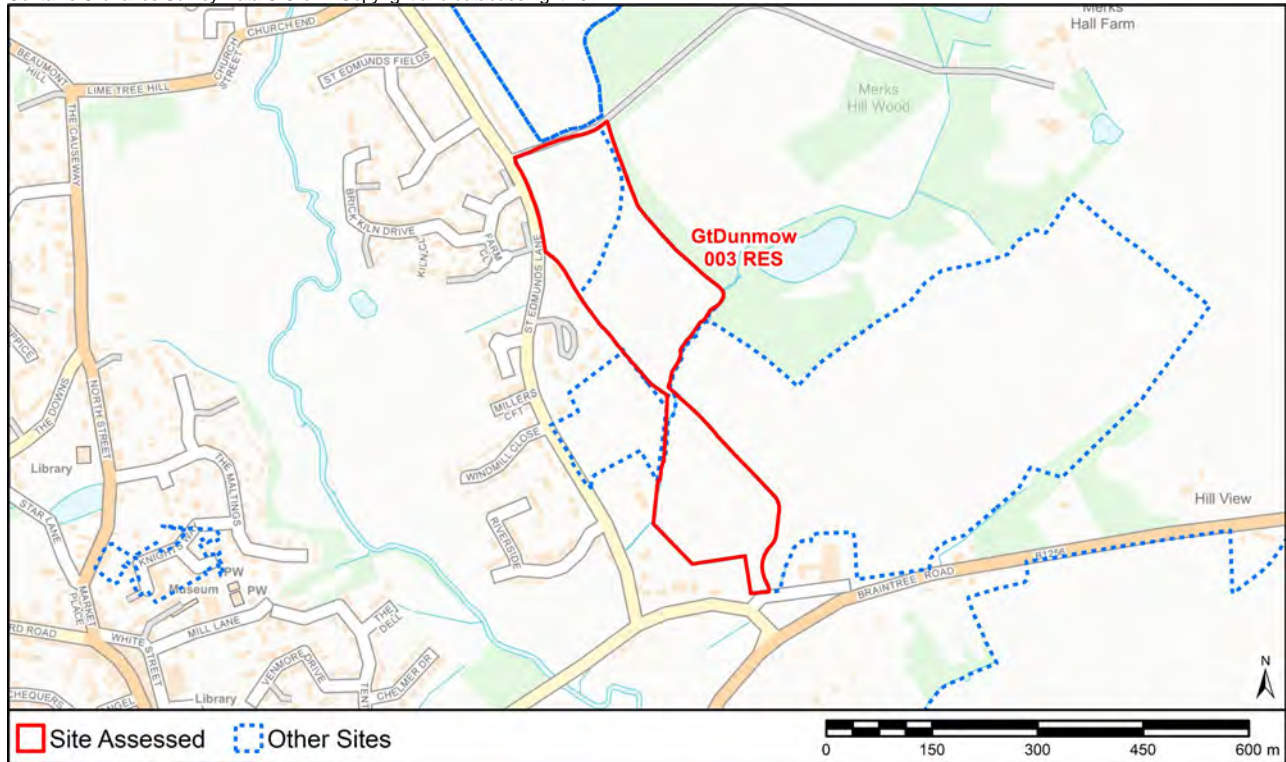 Merks
Hall Farm
CHURCH END
CHURCH
STREET
BEAUMONT
HILL
LIME TREE HILL
ST EDMUNDS FIELDS
THE CAUSEWAY
Merks
Hill Wood
BRICK KILN DRIVE
KILN CL
FARM
CL
ST EDMUNDS LANE
GtDunmow
003 RES
THE DOWNS
NORTH STREET
MILLERS
CFT
WINDMILL CLOSE
Library
THE MALTINGS
STAR LANE
RIVERSIDE
Hill View
KNIGHTS WAY
B1256
BRAINTREE ROAD
Museum
PW
PW
MARKET
PLACE
MILL LANE
THE
DELL
RD ROAD
WHITE
STREET
VENMORE DRIVE
CHELMER DR
CHEQUERS
ANGEL
Library
TENT
N
Site Assessed
Other Sites
0 150 300 450 600 m